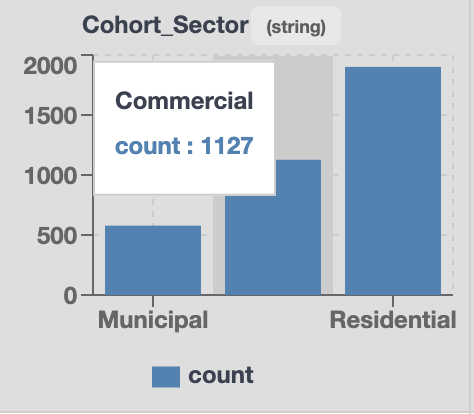 Cohort_Sector (string)
2000
1500
1000
500
0
Commercial
count : 1127
Municipal Residential
count